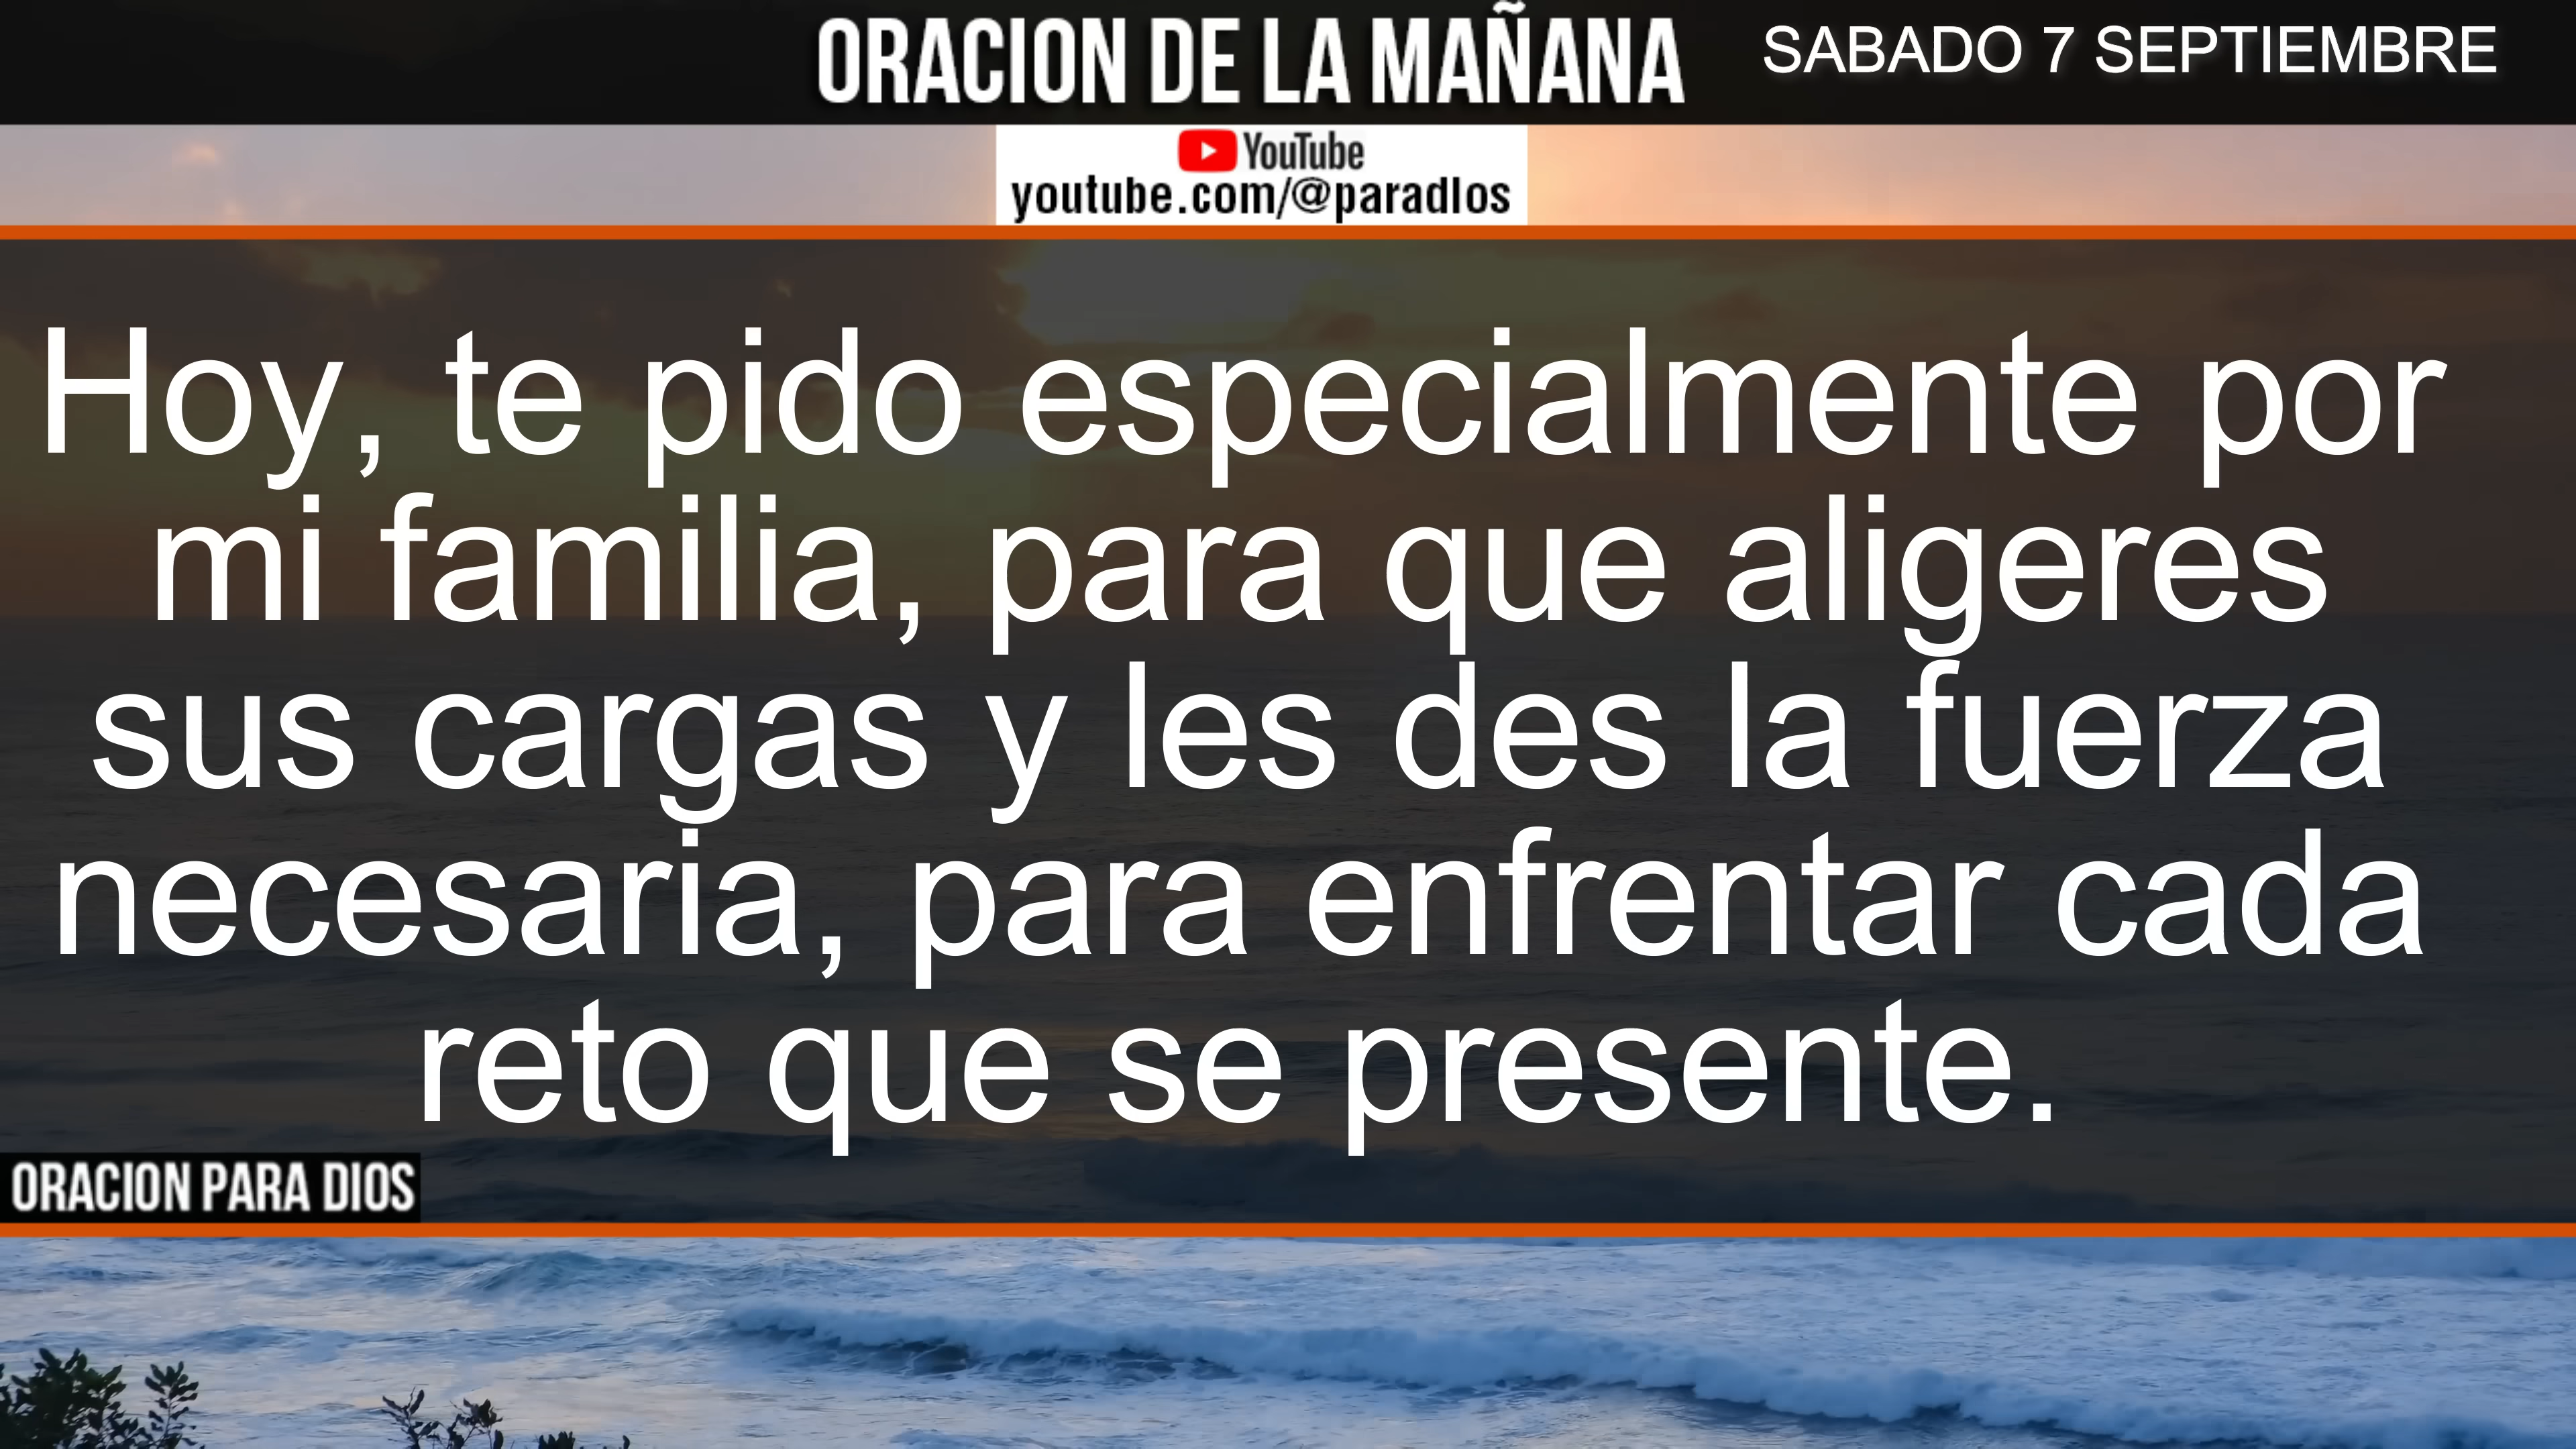 ORACION DE LA MAÑANA
SABADO 7 SEPTIEMBRE
YouTube
youtube.com/@paradIos
Hoy, te pido especialmente por
mi familia, para que aligeres
sus cargas y les des la fuerza
necesaria, para enfrentar cada
reto que se presente.
ORACION PARA DIOS